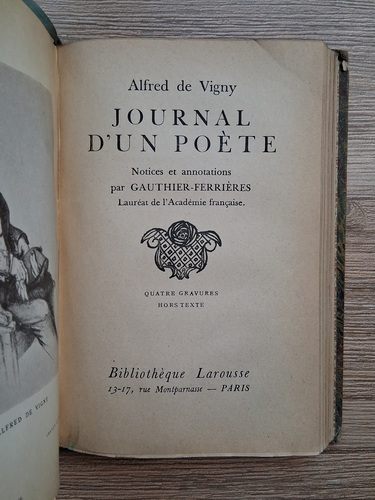 Alfred de Vigny
JOURNAL
D'UN POÈTE
Notices et annotations
par GAUTHIER-FERRIÈRES
Lauréat de l'Académie française.
QUATRE GRAVURES
HORS TEXTE
Bibliothèque Larousse
13-17, rue Montparnasse — PARIS
ALFRED DE VIGNY